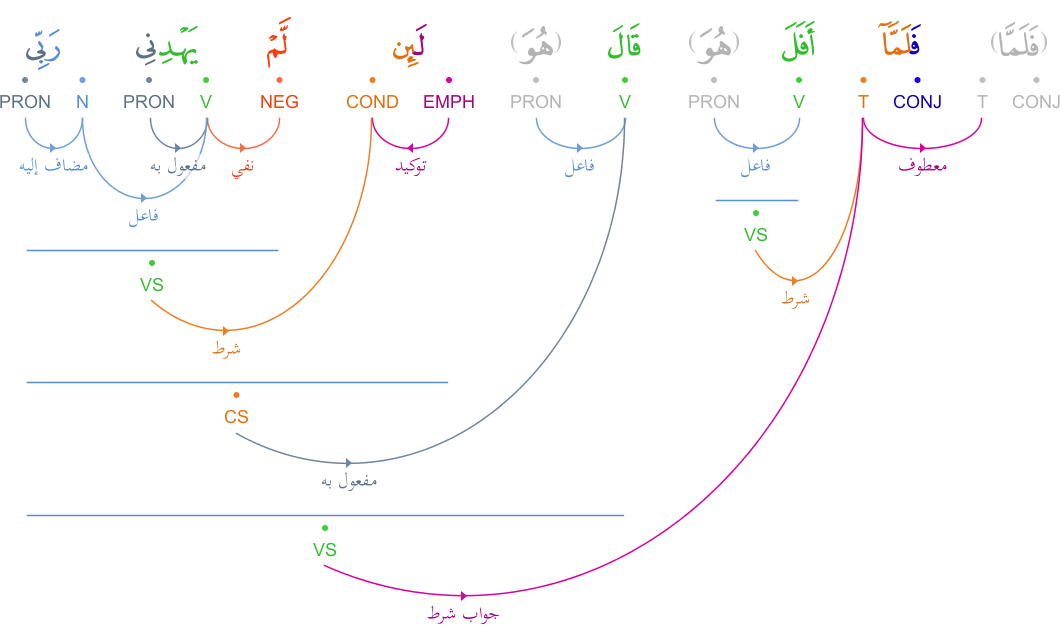 (فَلَمَّا) فَلَمَّآ أَفَلَ (هُوَ) قَالَ (هُوَ) لَئِن لَّمْ يَهْدِنِى رَبِّى
CONJ T CONJ T V PRON V PRON EMPH COND NEG V PRON N PRON
معطوف فاعل فاعل توكيد نفي مفعول به مضاف إليه
فاعل
VS
VS
شرط
شرط
CS
مفعول به
VS
جواب شرط